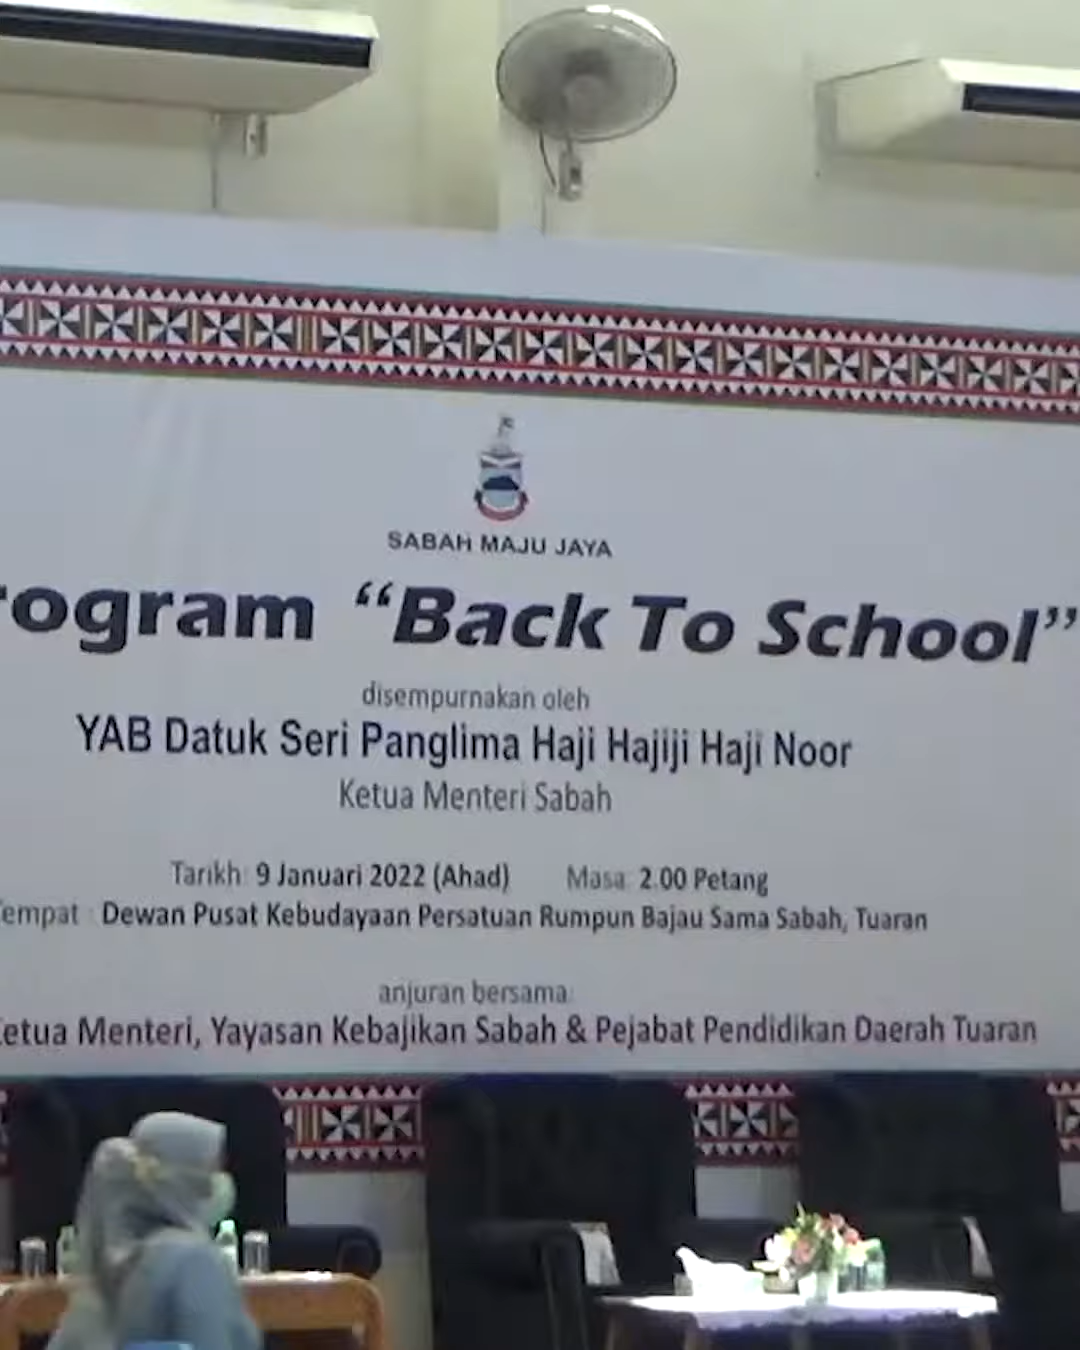 SABAH MAJU JAYA
rogram “Back To School”
disempurnakan oleh
YAB Datuk Seri Panglima Haji Hajiji Haji Noor
Ketua Menteri Sabah
Tarikh: 9 Januari 2022 (Ahad) Masa: 2.00 Petang
empat : Dewan Pusat Kebudayaan Persatuan Rumpun Bajau Sama Sabah, Tuaran
anjuran bersama:
etua Menteri, Yayasan Kebajikan Sabah & Pejabat Pendidikan Daerah Tuaran